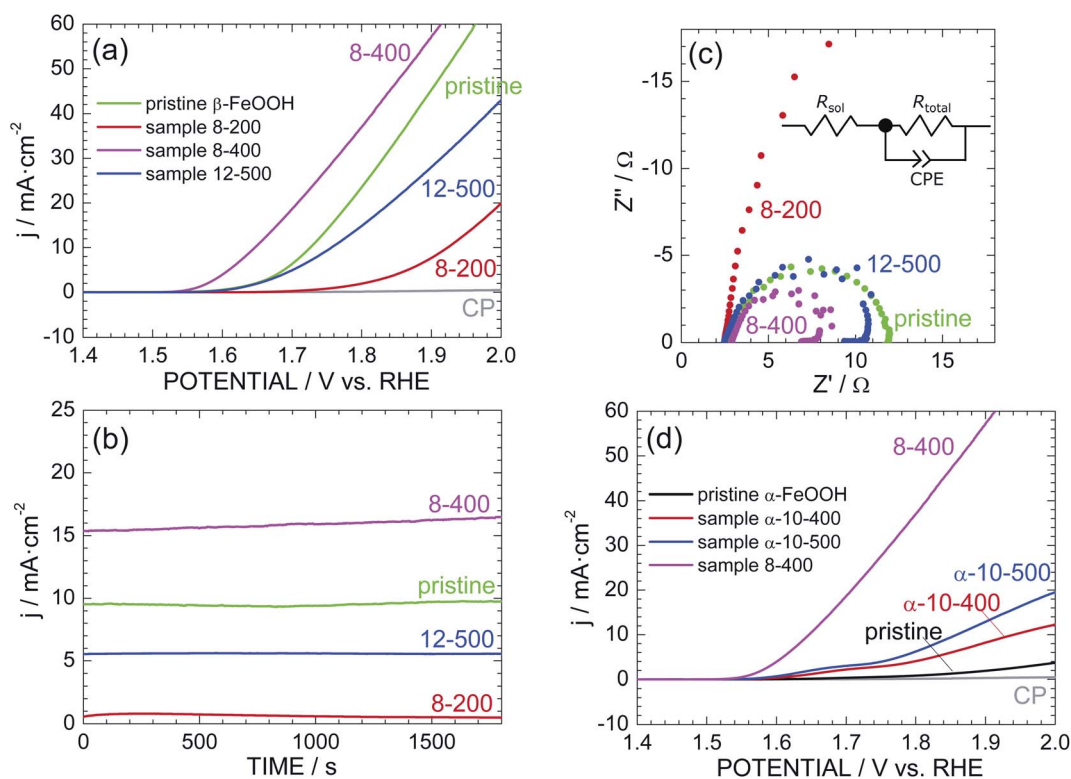 (a)
60
50
40
30
20
10
0
-10
j / mA·cm-2
8-400
pristine
pristine β-FeOOH
sample 8-200
sample 8-400
sample 12-500
12-500
8-200
CP
1.4 1.5 1.6 1.7 1.8 1.9 2.0
POTENTIAL / V vs. RHE
(c)
-15
-10
-5
0
Z'' / Ω
Rsol
Rtotal
CPE
8-200
12-500
8-400
pristine
0 5 10 15
Z' / Ω
(b)
25
20
15
10
5
0
j / mA·cm-2
8-400
pristine
12-500
8-200
0 500 1000 1500
TIME / s
(d)
60
50
40
30
20
10
0
-10
j / mA·cm-2
8-400
pristine α-FeOOH
sample α-10-400
sample α-10-500
sample 8-400
α-10-500
α-10-400
pristine
CP
1.4 1.5 1.6 1.7 1.8 1.9 2.0
POTENTIAL / V vs. RHE